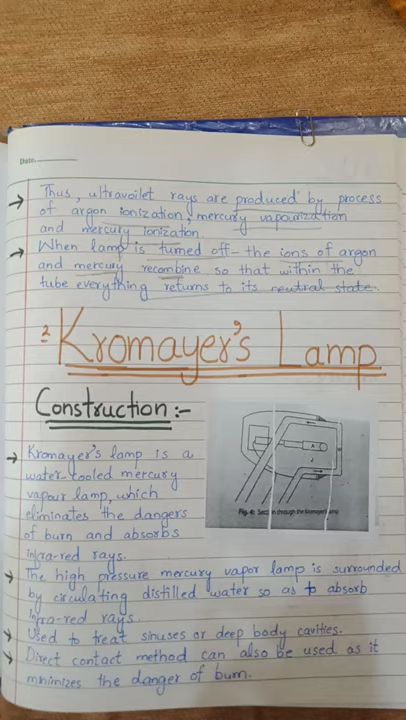 Date.
→ Thus, ultravoilet rays are produced by process
of argon ionization, mercury vapourization
and mercury ionization.
→ When lamp is turned off - the ions of argon
and mercury recombine so that within the
tube everything returns to its neutral state.
2. Kromayer's Lamp
Construction :-
→ Kromayer's lamp is a
water-cooled mercury
vapour lamp, which
eliminates the dangers
of burn and absorbs
infra-red rays.
Fig. 4: Section through the Kromayer lamp
→ The high pressure mercury vapor lamp is surrounded
by circulating distilled water so as to absorb
infra-red rays
→ Used to treat sinuses or deep body cavities.
→ Direct contact method can also be used as it
minimizes the danger of burn.